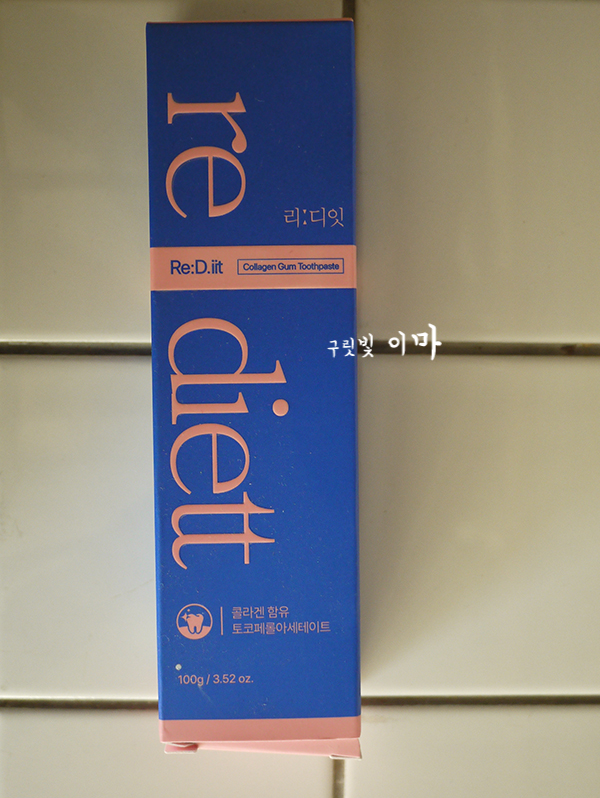 re
리:디잇
Re:D.iit
Collagen Gum Toothpaste
구릿빛 이마
diett
콜라겐 함유
토코페롤아세테이트
100g / 3.52 oz.